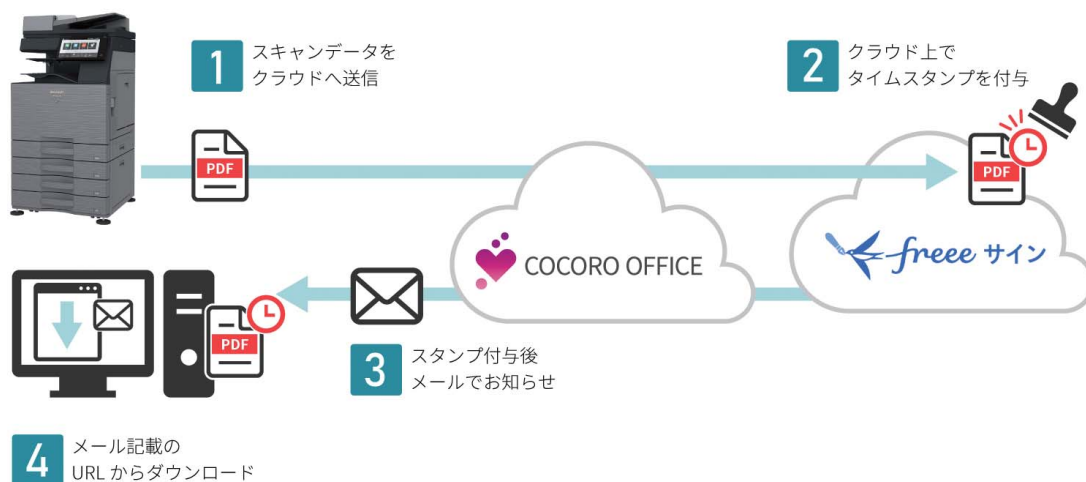 1
スキャンデータを
クラウドへ送信
2
クラウド上で
タイムスタンプを付与
PDF
PDF
COCORO OFFICE
freee サイン
PDF
3
スタンプ付与後
メールでお知らせ
4
メール記載の
URL からダウンロード